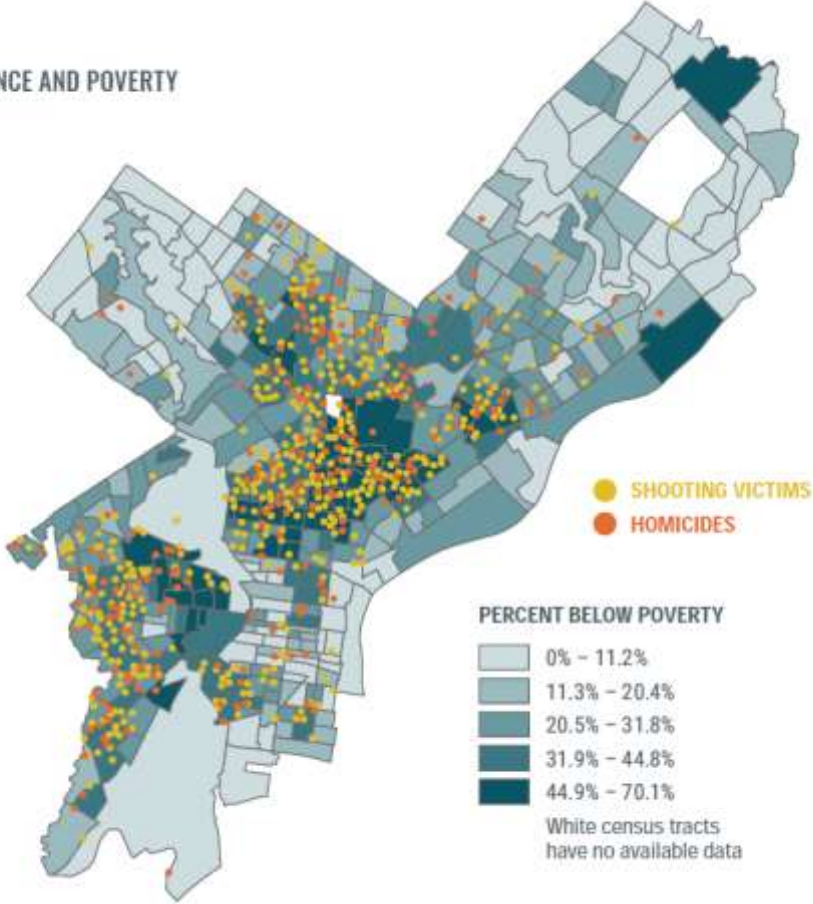 NCE AND POVERTY
SHOOTING VICTIMS
HOMICIDES
PERCENT BELOW POVERTY
0% – 11.2%
11.3% – 20.4%
20.5% – 31.8%
31.9% – 44.8%
44.9% – 70.1%
White census tracts
have no available data